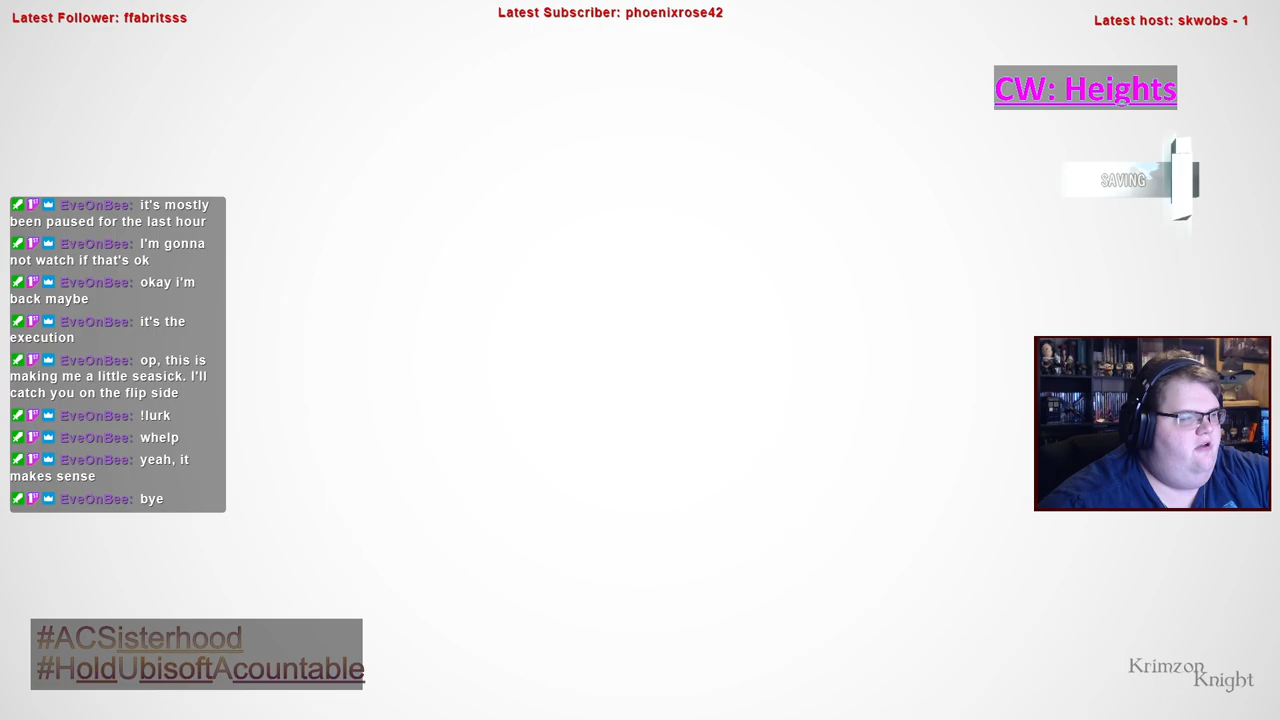 Latest Follower: ffabritsss
Latest Subscriber: phoenixrose42
Latest host: skwobs - 1
CW: Heights
SAVING
EveOnBee: it's mostly
been paused for the last hour
EveOnBee: I'm gonna
not watch if that's ok
EveOnBee: okay i'm
back maybe
EveOnBee: it's the
execution
EveOnBee: op, this is
making me a little seasick. I'll
catch you on the flip side
EveOnBee: !lurk
EveOnBee: whelp
EveOnBee: yeah, it
makes sense
EveOnBee: bye
#ACSisterhood
#HoldUbisoftAcountable
Krimzon
Knight